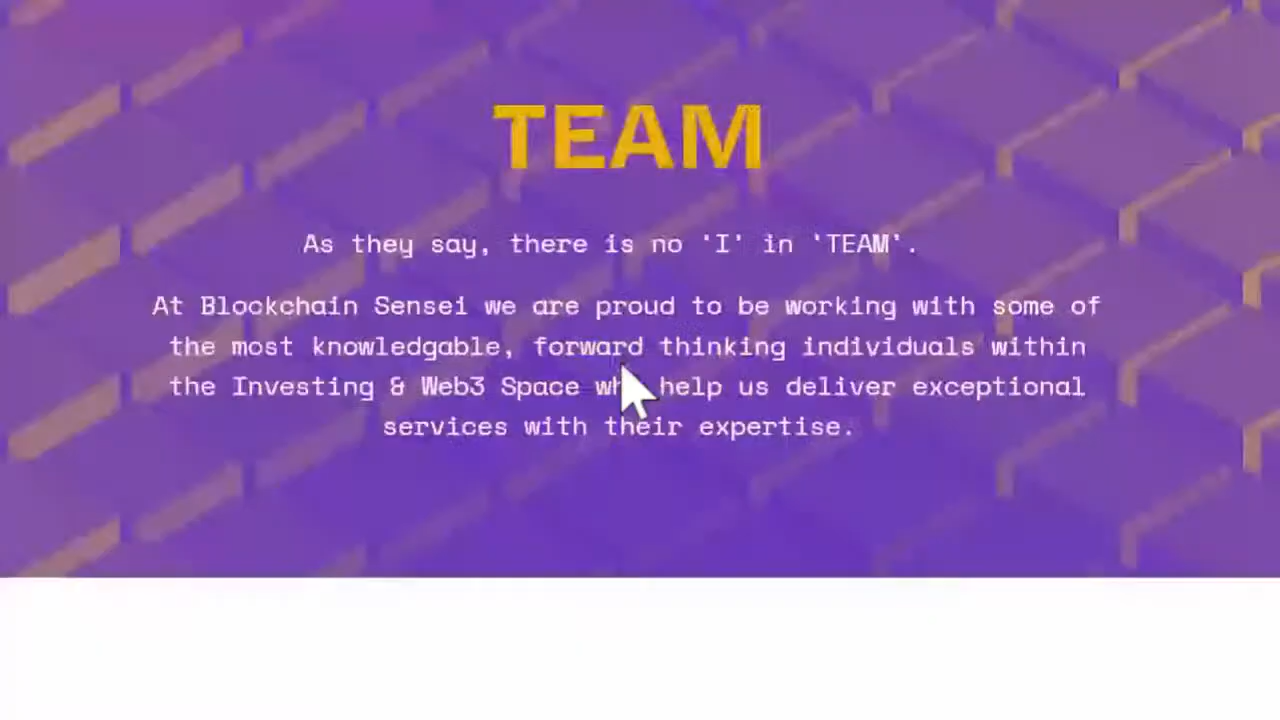 TEAM
As they say, there is no 'I' in 'TEAM'.
At Blockchain Sensei we are proud to be working with some of
the most knowledgable, forward thinking individuals within
the Investing & Web3 Space who help us deliver exceptional
services with their expertise.